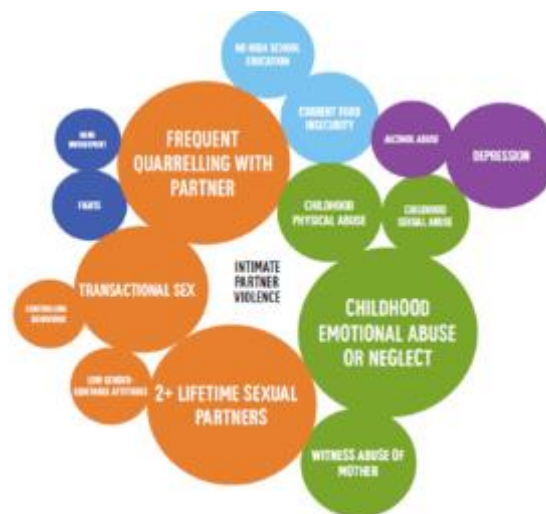 NO HIGH SCHOOL
EDUCATION
CURRENT FOOD
INSECURITY
ALCOHOL ABUSE
DEPRESSION
FREQUENT
QUARRELLING WITH
PARTNER
GANG
INVOLVEMENT
FIGHTS
CHILDHOOD
PHYSICAL ABUSE
CHILDHOOD
SEXUAL ABUSE
INTIMATE
PARTNER
VIOLENCE
TRANSACTIONAL SEX
CONTROLLING
BEHAVIOUR
CHILDHOOD
EMOTIONAL ABUSE
OR NEGLECT
LOW GENDER-
EQUITABLE ATTITUDES
2+ LIFETIME SEXUAL
PARTNERS
WITNESS ABUSE OF
MOTHER